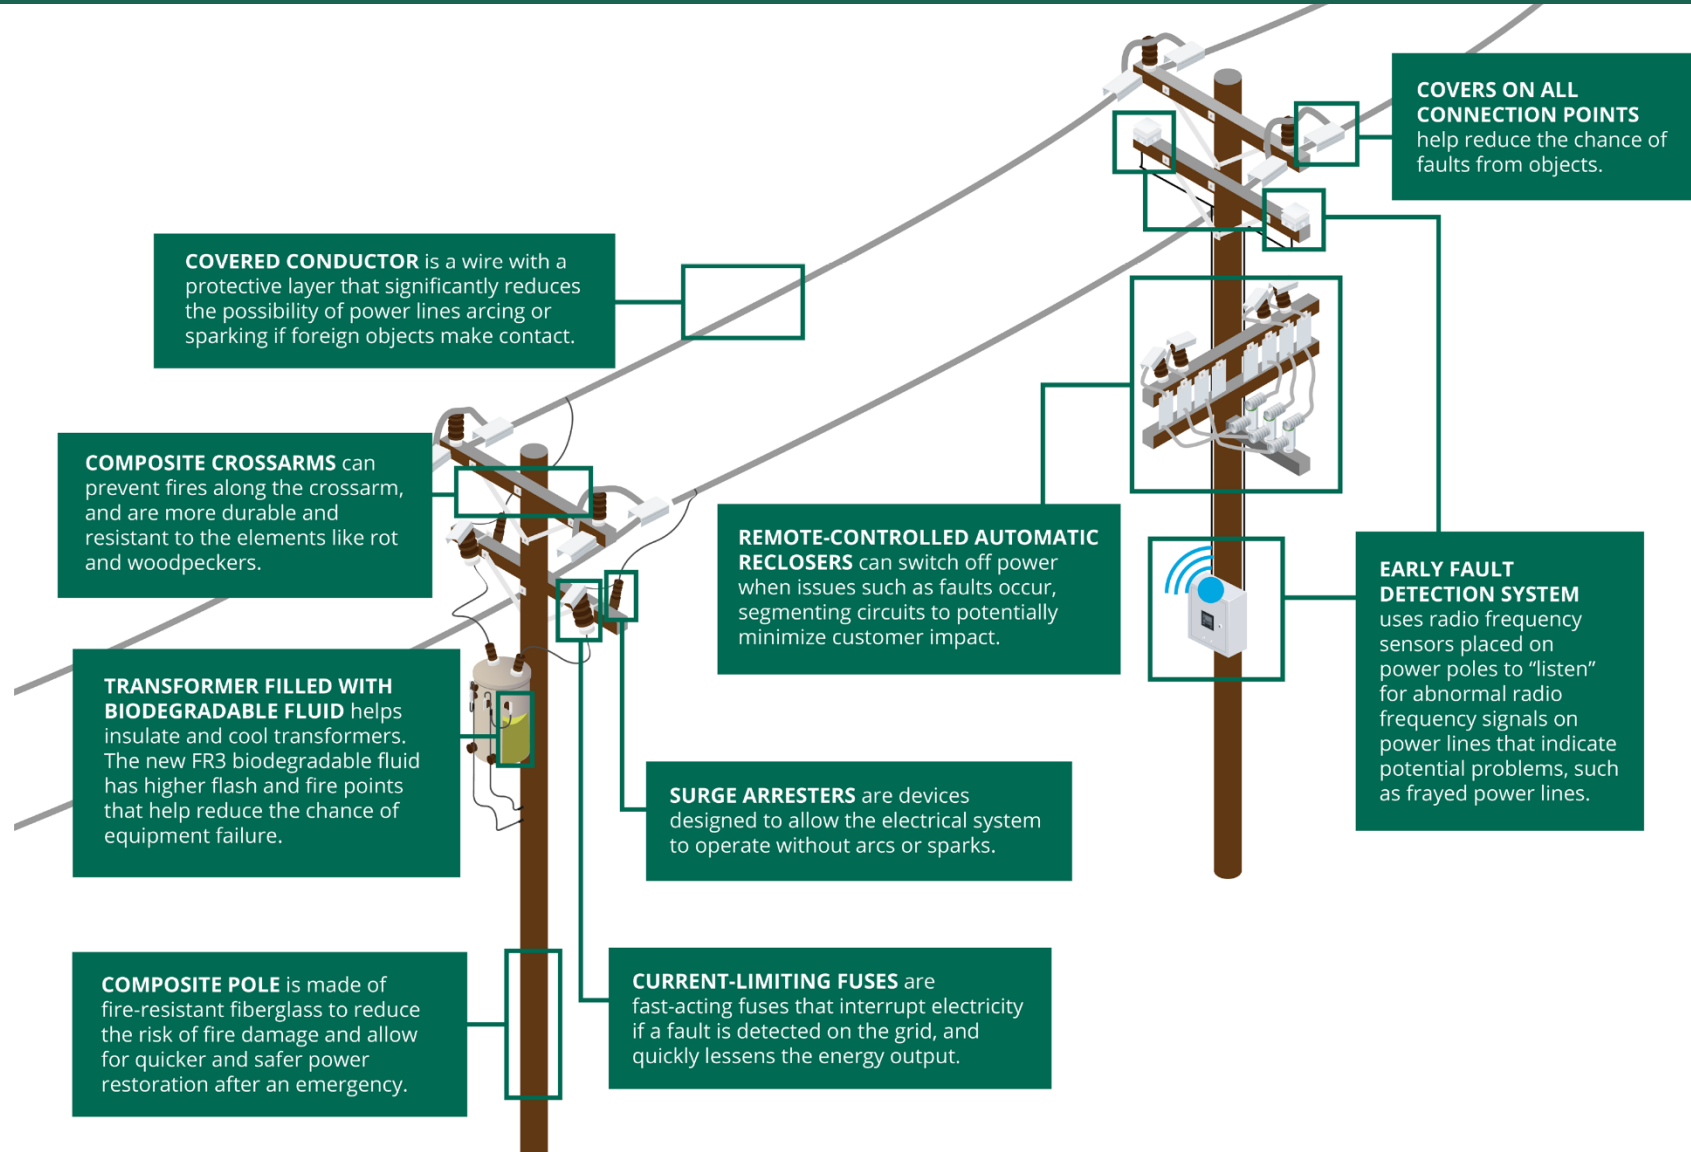 COVERS ON ALL
CONNECTION POINTS
help reduce the chance of
faults from objects.
COVERED CONDUCTOR is a wire with a
protective layer that significantly reduces
the possibility of power lines arcing or
sparking if foreign objects make contact.
COMPOSITE CROSSARMS can
prevent fires along the crossarm,
and are more durable and
resistant to the elements like rot
and woodpeckers.
REMOTE-CONTROLLED AUTOMATIC
RECLOSERS can switch off power
when issues such as faults occur,
segmenting circuits to potentially
minimize customer impact.
EARLY FAULT
DETECTION SYSTEM
uses radio frequency
sensors placed on
power poles to “listen”
for abnormal radio
frequency signals on
power lines that indicate
potential problems, such
as frayed power lines.
TRANSFORMER FILLED WITH
BIODEGRADABLE FLUID helps
insulate and cool transformers.
The new FR3 biodegradable fluid
has higher flash and fire points
that help reduce the chance of
equipment failure.
SURGE ARRESTERS are devices
designed to allow the electrical system
to operate without arcs or sparks.
COMPOSITE POLE is made of
fire-resistant fiberglass to reduce
the risk of fire damage and allow
for quicker and safer power
restoration after an emergency.
CURRENT-LIMITING FUSES are
fast-acting fuses that interrupt electricity
if a fault is detected on the grid, and
quickly lessens the energy output.